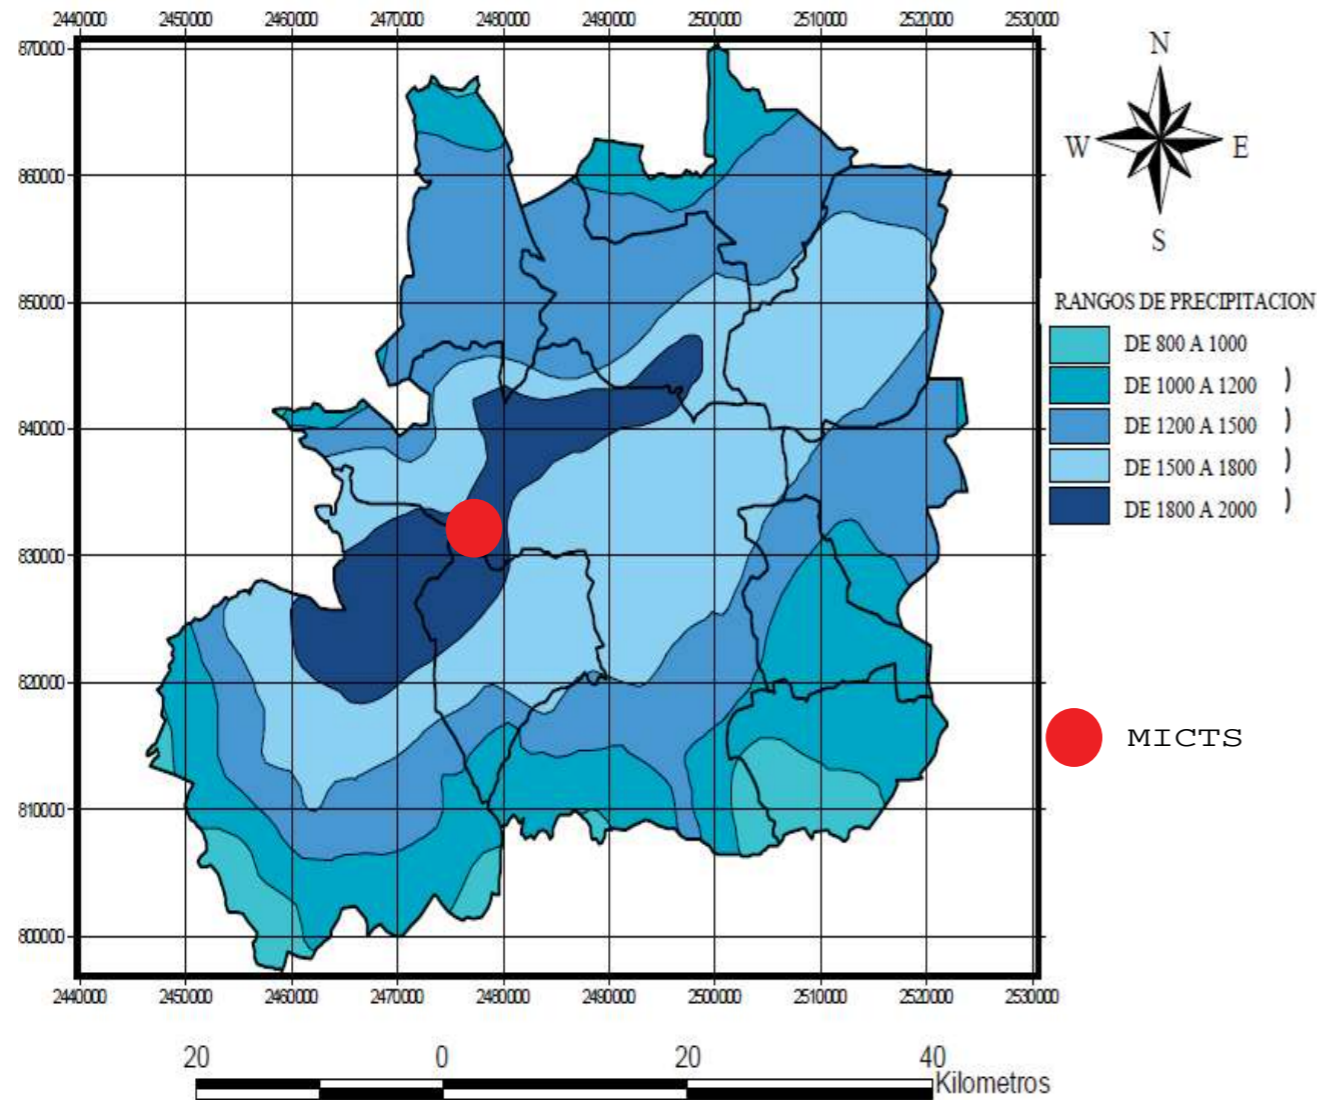 2440000 2450000 2460000 2470000 2480000 2490000 2500000 2510000 2520000 2530000
870000
860000
850000
840000
830000
820000
810000
800000
2440000 2450000 2460000 2470000 2480000 2490000 2500000 2510000 2520000 2530000
N
W E
S
RANGOS DE PRECIPITACION
DE 800 A 1000
DE 1000 A 1200 )
DE 1200 A 1500 )
DE 1500 A 1800 )
DE 1800 A 2000 )
MICTS
20 0 20 40
Kilometros